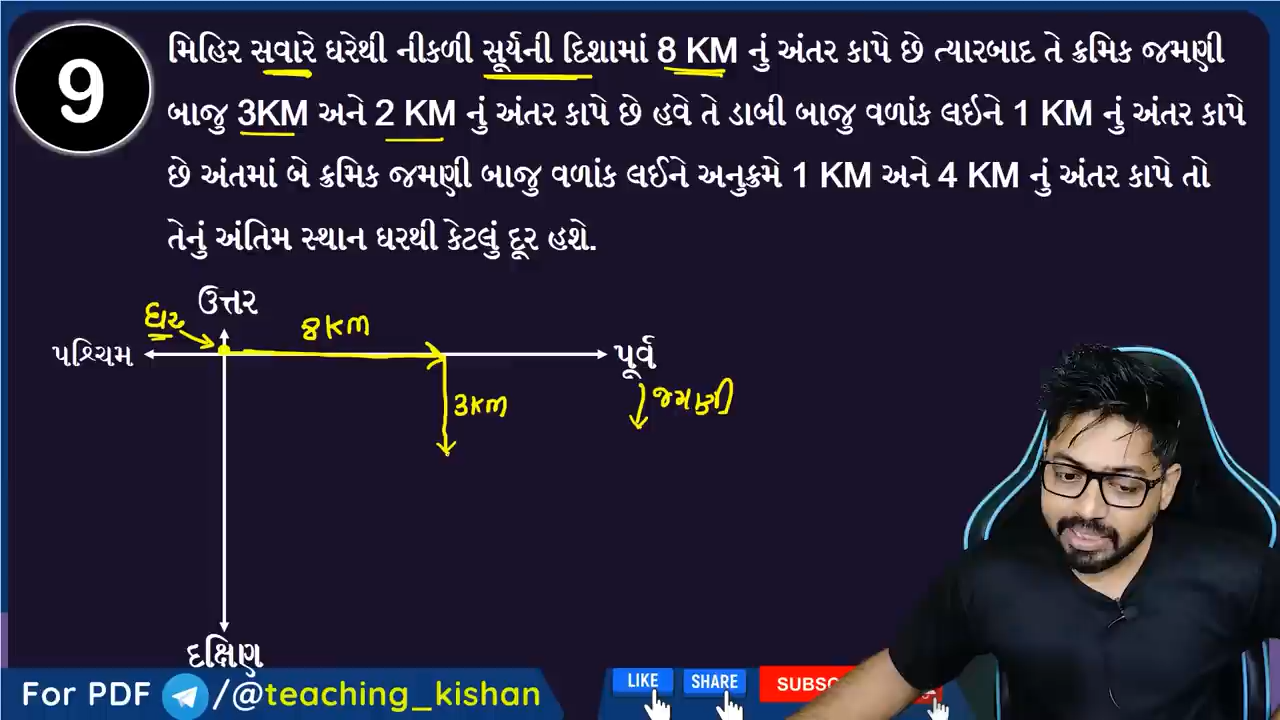 9
મિહિર સવારે ઘરેથી નીકળી સૂર્યની દિશામાં 8 KM નું અંતર કાપે છે ત્યારબાદ તે ક્રમિક જમણી
બાજુ 3KM અને 2 KM નું અંતર કાપે છે હવે તે ડાબી બાજુ વળાંક લઈને 1 KM નું અંતર કાપે
છે અંતમાં બે ક્રમિક જમણી બાજુ વળાંક લઈને અનુક્રમે 1 KM અને 4 KM નું અંતર કાપે તો
તેનું અંતિમ સ્થાન ઘરથી કેટલું દૂર હશે.
ઉત્તર
ઘર
8KM
પશ્ચિમ
પૂર્વ
3KM
જમણી
દક્ષિણ
For PDF /@teaching_kishan
LIKE
SHARE